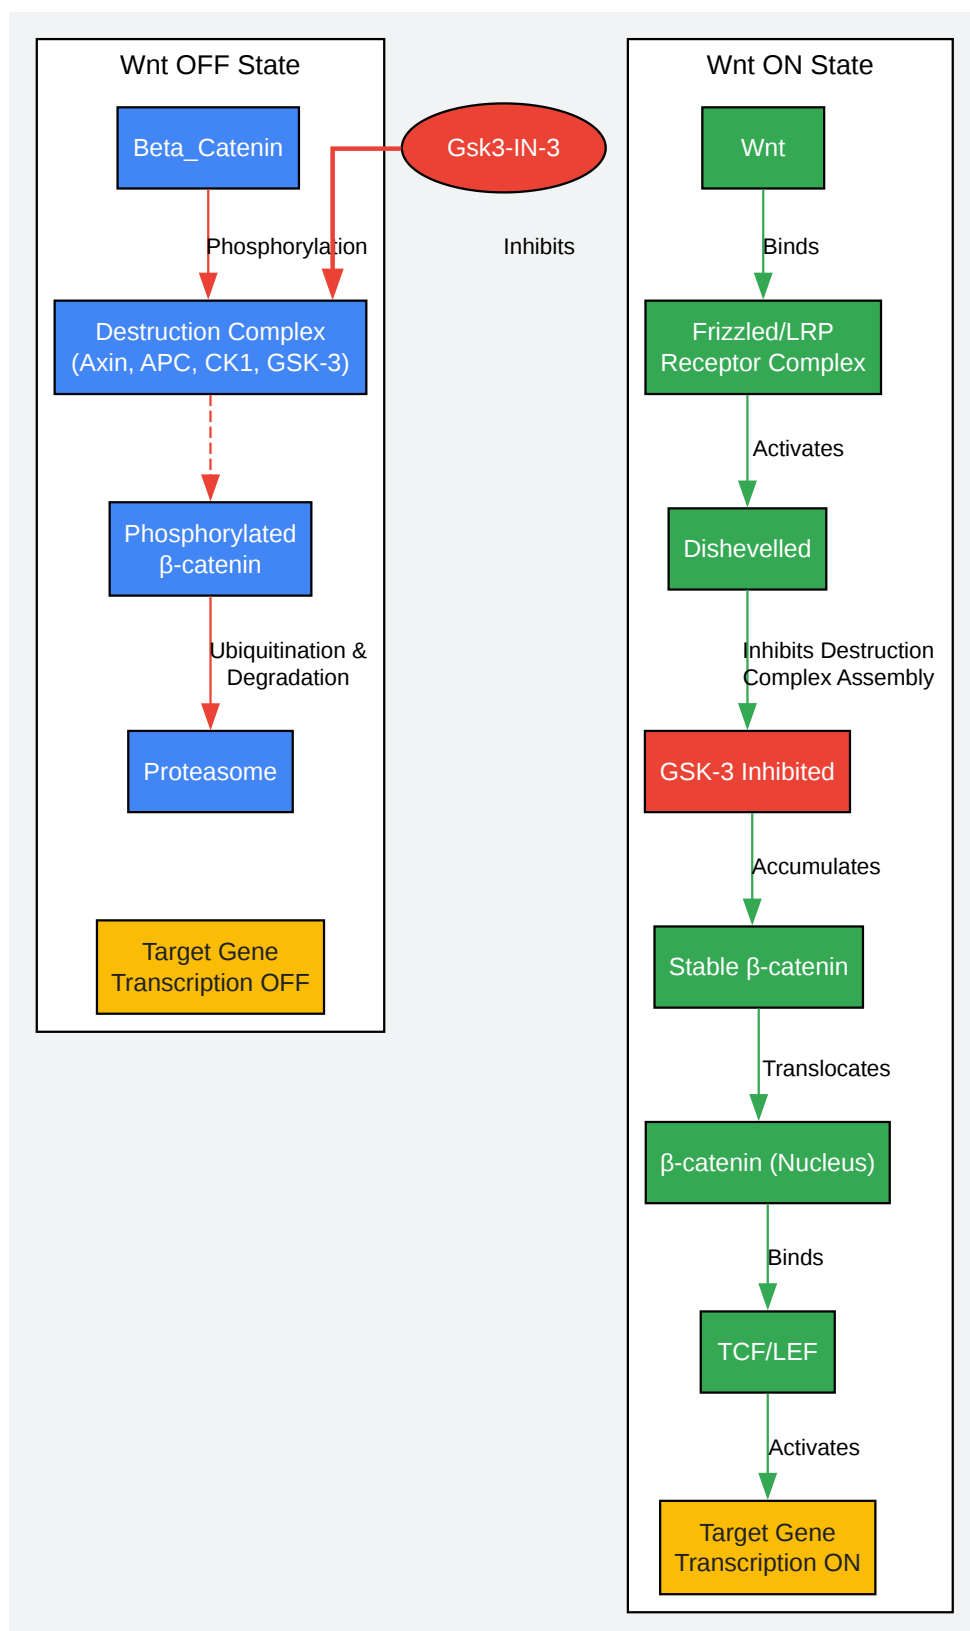 Wnt OFF State
Beta_Catenin
Phosphorylation
Destruction Complex
(Axin, APC, CK1, GSK-3)
Phosphorylated
β-catenin
Ubiquitination &
Degradation
Proteasome
Target Gene
Transcription OFF
Gsk3-IN-3
Inhibits
Wnt ON State
Wnt
Binds
Frizzled/LRP
Receptor Complex
Activates
Dishevelled
Inhibits Destruction
Complex Assembly
GSK-3 Inhibited
Accumulates
Stable β-catenin
Translocates
β-catenin (Nucleus)
Binds
TCF/LEF
Activates
Target Gene
Transcription ON